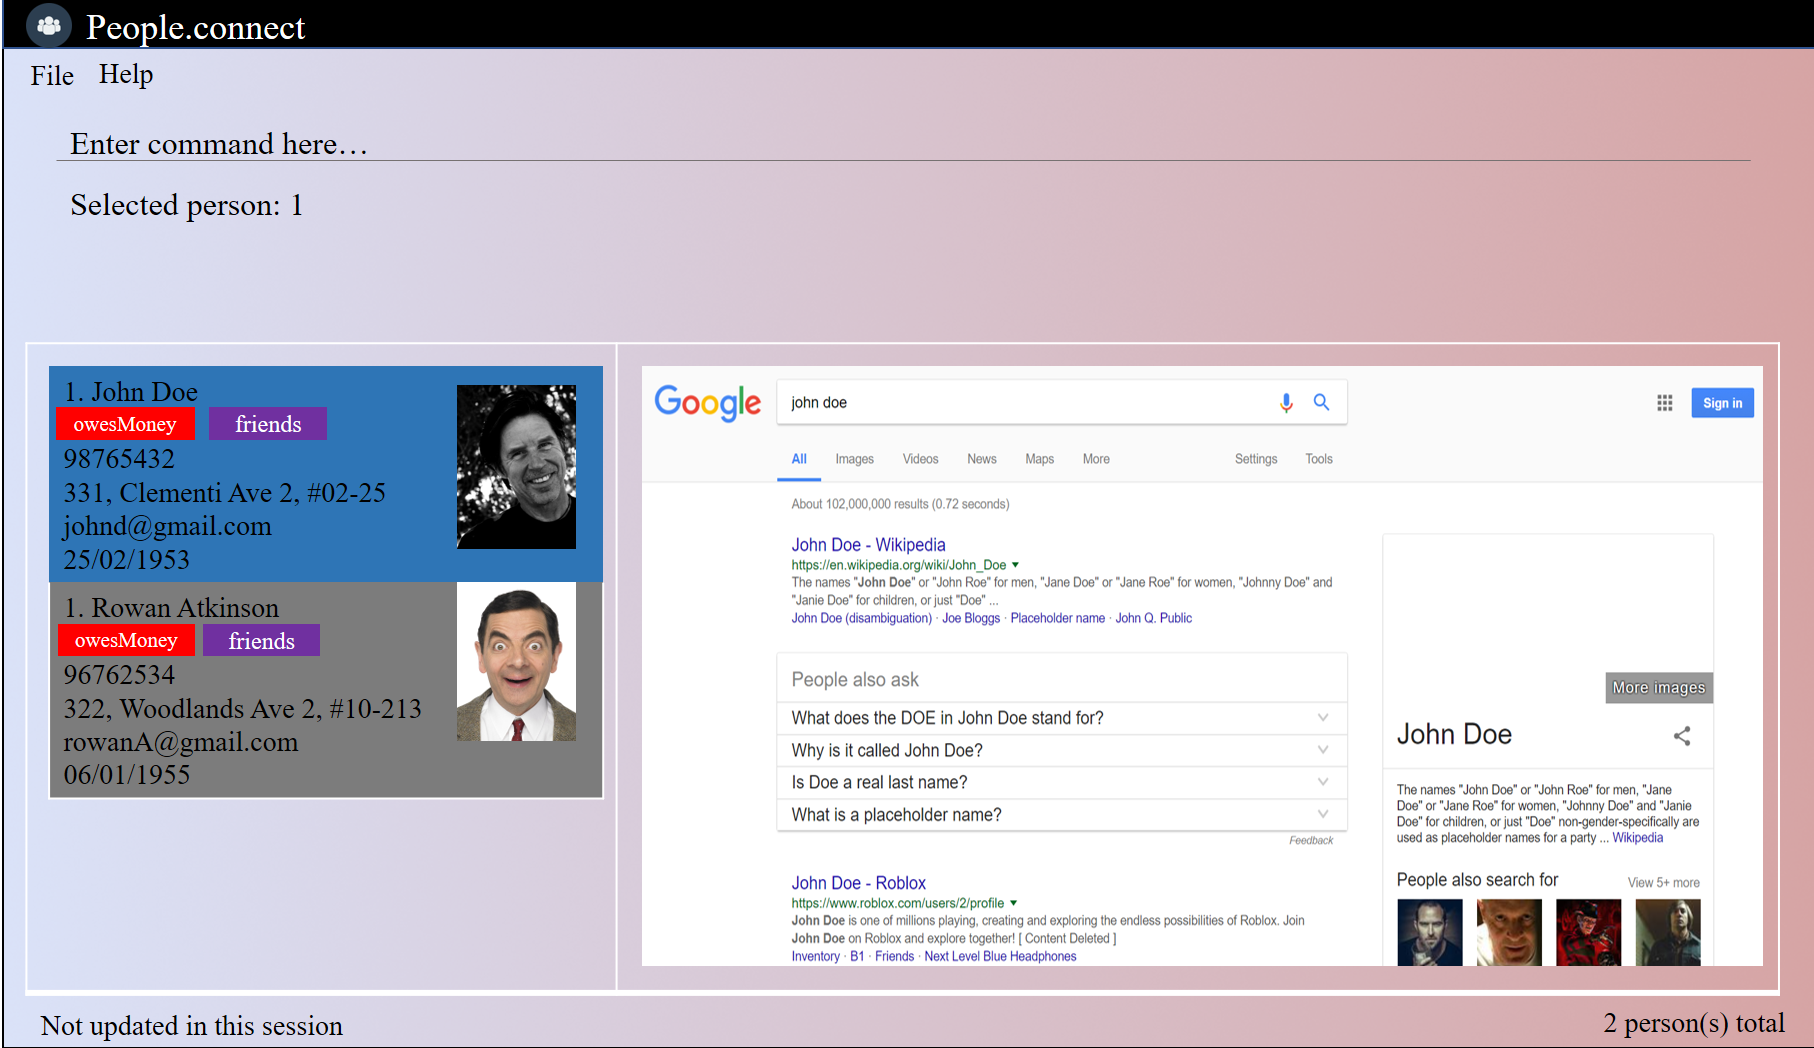 People.connect
File Help
Enter command here…
Selected person: 1
1. John Doe
owesMoney friends
98765432
331, Clementi Ave 2, #02-25
johnd@gmail.com
25/02/1953
1. Rowan Atkinson
owesMoney friends
96762534
322, Woodlands Ave 2, #10-213
rowanA@gmail.com
06/01/1955
Google john doe Sign in
All Images Videos News Maps More Settings Tools
About 102,000,000 results (0.72 seconds)
John Doe - Wikipedia
https://en.wikipedia.org/wiki/John_Doe
The names "John Doe" or "John Roe" for men, "Jane Doe" or "Jane Roe" for women, "Johnny Doe" and
"Janie Doe" for children, or just "Doe" ...
John Doe (disambiguation) · Joe Bloggs · Placeholder name · John Q. Public
People also ask
What does the DOE in John Doe stand for?
Why is it called John Doe?
Is Doe a real last name?
What is a placeholder name?
Feedback
John Doe - Roblox
https://www.roblox.com/users/2/profile
John Doe is one of millions playing, creating and exploring the endless possibilities of Roblox. Join
John Doe on Roblox and explore together! [ Content Deleted ]
Inventory · B1 · Friends · Next Level Blue Headphones
More images
John Doe
The names "John Doe" or "John Roe" for men, "Jane
Doe" or "Jane Roe" for women, "Johnny Doe" and "Janie
Doe" for children, or just "Doe" non-gender-specifically are
used as placeholder names for a party ... Wikipedia
People also search for View 5+ more
Not updated in this session
2 person(s) total